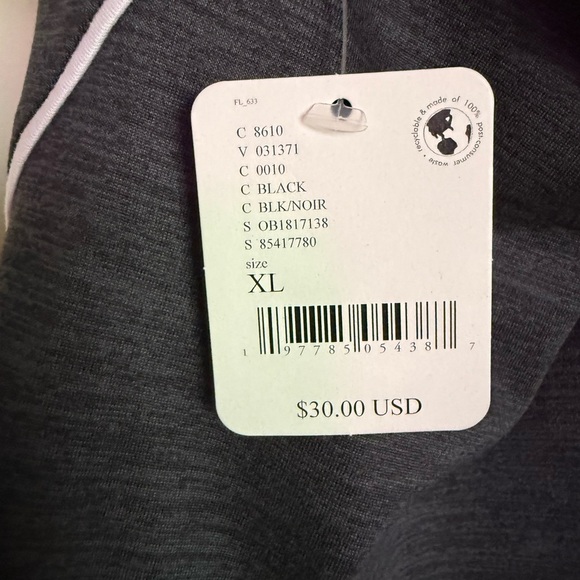 FL_633
recyclable & made of 100% post-consumer waste •
C 8610
V 031371
C 0010
C BLACK
C BLK/NOIR
S OB1817138
S 85417780
size
XL
1 97785 05438 7
$30.00 USD